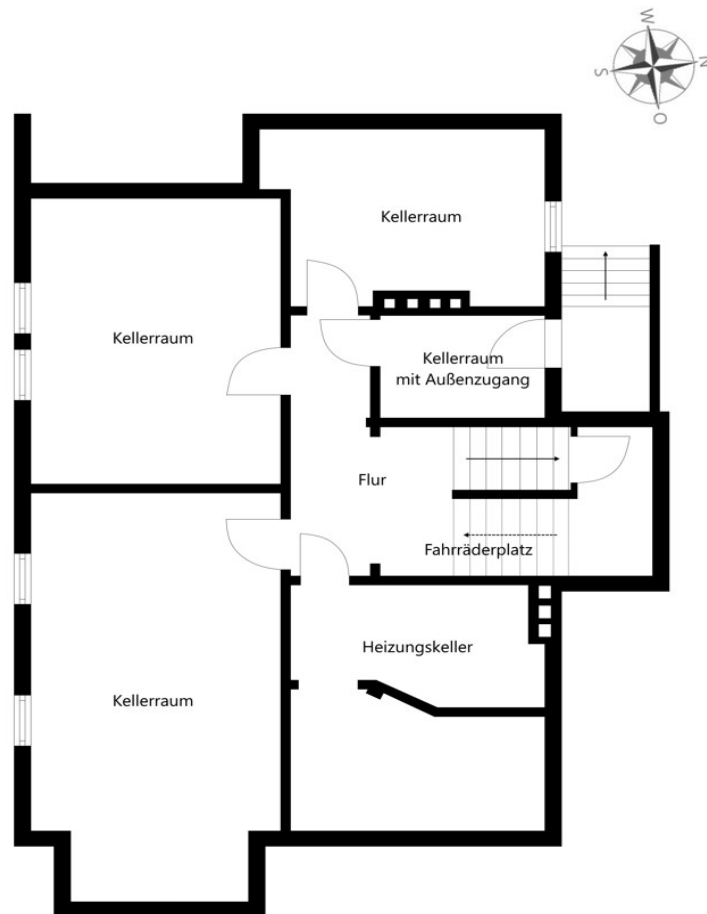 W
N
S
O
Kellerraum
Kellerraum
Kellerraum
mit Außenzugang
Flur
Fahrräderplatz
Heizungskeller
Kellerraum